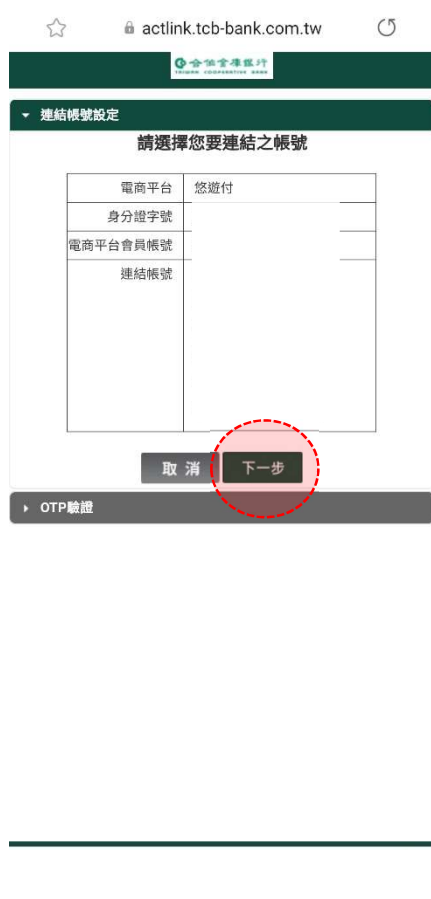 actlink.tcb-bank.com.tw
合作金庫銀行
TAIWAN COOPERATIVE BANK
連結帳號設定
請選擇您要連結之帳號
電商平台 悠遊付
身分證字號
電商平台會員帳號
連結帳號
取 消 下一步
OTP驗證